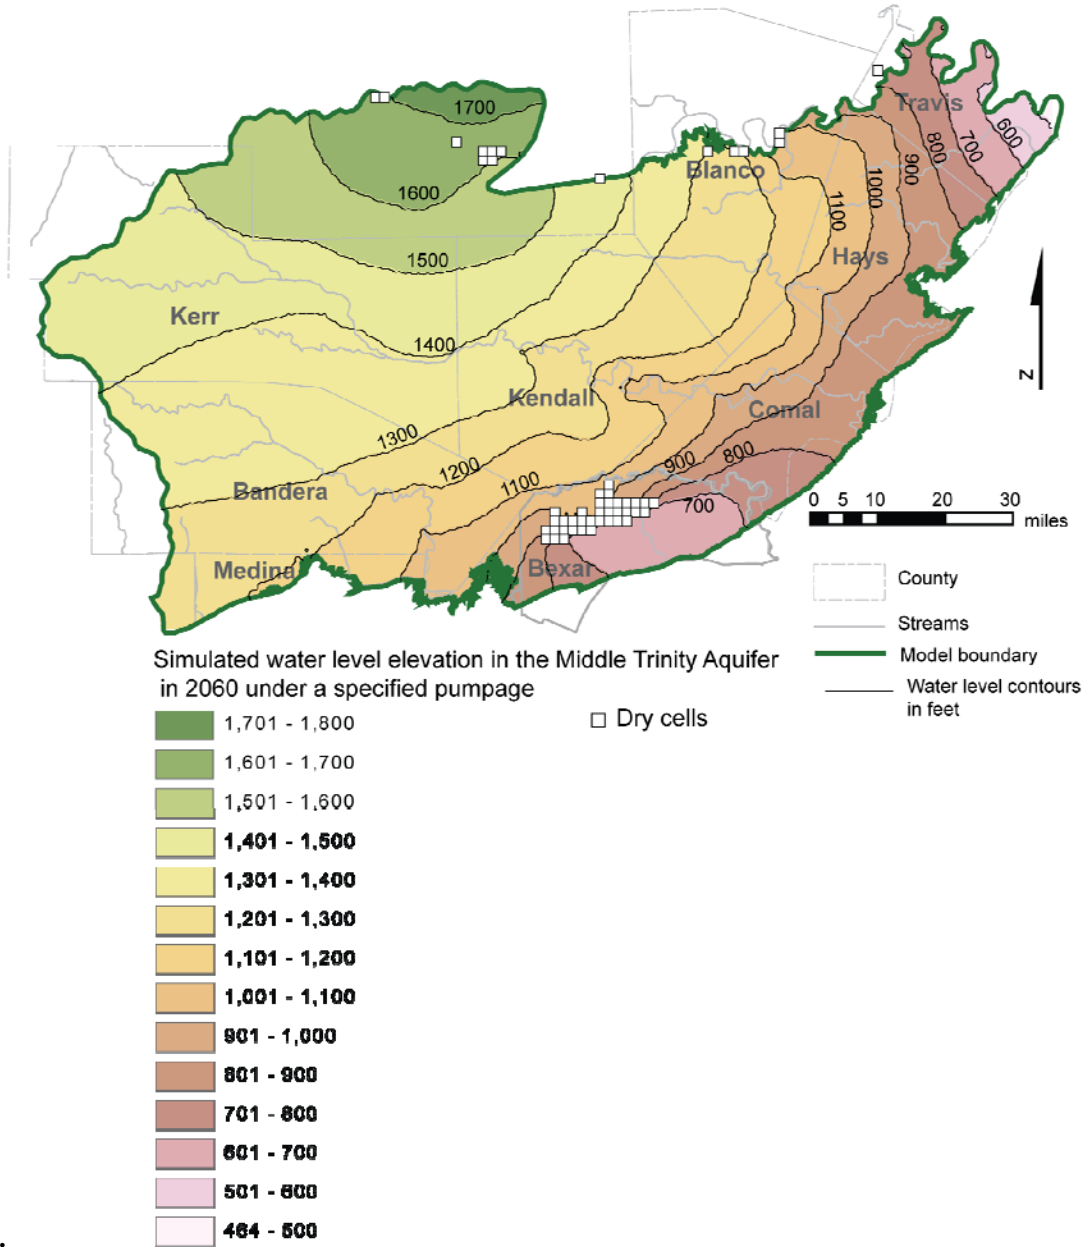 1700
Travis
600
800
700
1600
Blanco
900
1000
1100
1500
Hays
Kerr
1400
Kendall
Comal
1300
1200
900
800
1100
Bandera
700
0 5 10 20 30
miles
Medina
Bexar
N
County
Streams
Model boundary
Water level contours
in feet
Simulated water level elevation in the Middle Trinity Aquifer
in 2060 under a specified pumpage
Dry cells
1,701 - 1,800
1,601 - 1,700
1,501 - 1,600
1,401 - 1,500
1,301 - 1,400
1,201 - 1,300
1,101 - 1,200
1,001 - 1,100
901 - 1,000
801 - 900
701 - 800
601 - 700
501 - 600
464 - 500
.